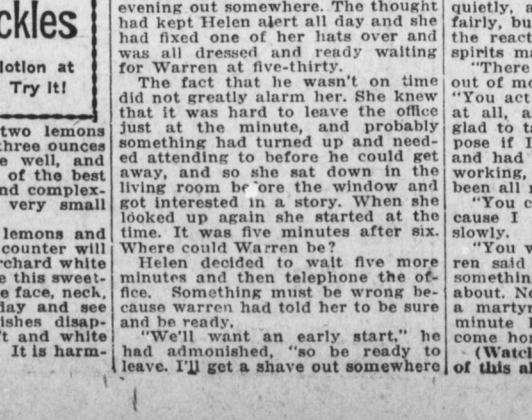 ckles
lotion at
Try It!
two lemons
three ounces
e well, and
of the best
nd complex-
very small
lemons and
counter will
rchard white
e this sweet-
e face, neck,
day and see
ishes disap-
't and white
It is harm-
evening out somewhere. The thought
had kept Helen alert all day and she
had fixed one of her hats over and
was all dressed and ready waiting
for Warren at five-thirty.
The fact that he wasn't on time
did not greatly alarm her. She knew
that it was hard to leave the office
just at the minute, and probably
something had turned up and need-
ed attending to before he could get
away, and so she sat down in the
living room before the window and
got interested in a story. When she
looked up again she started at the
time. It was five minutes after six.
Where could Warren be?
Helen decided to wait five more
minutes and then telephone the of-
fice. Something must be wrong be-
cause warren had told her to be sure
and be ready.
"We'll want an early start," he
had admonished, "so be ready to
leave. I'll get a shave out somewhere
quietly, a
fairly, bu
the react
spirits ma
"There
out of mo
"You act
at all, a
glad to t
pose if I
and had
working,
been all
"You c
cause I
slowly.
"You w
ren said
somethin
about. N
a martyr
minute
come hom
(Watch
of this al